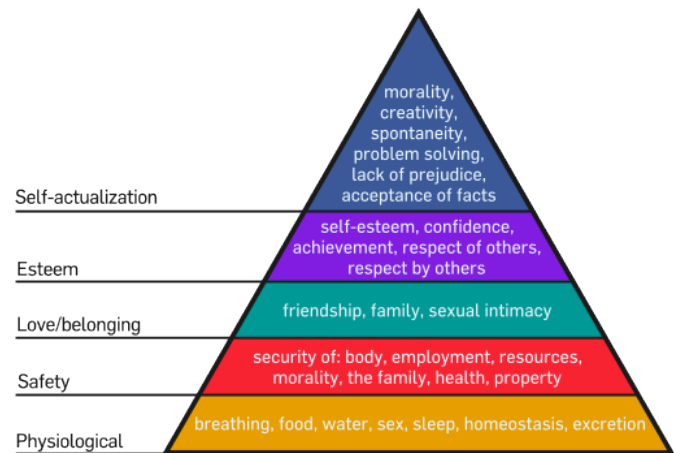 morality,
creativity,
spontaneity,
problem solving,
lack of prejudice,
acceptance of facts
Self-actualization
self-esteem, confidence,
achievement, respect of others,
respect by others
Esteem
friendship, family, sexual intimacy
Love/belonging
security of: body, employment, resources,
morality, the family, health, property
Safety
breathing, food, water, sex, sleep, homeostasis, excretion
Physiological